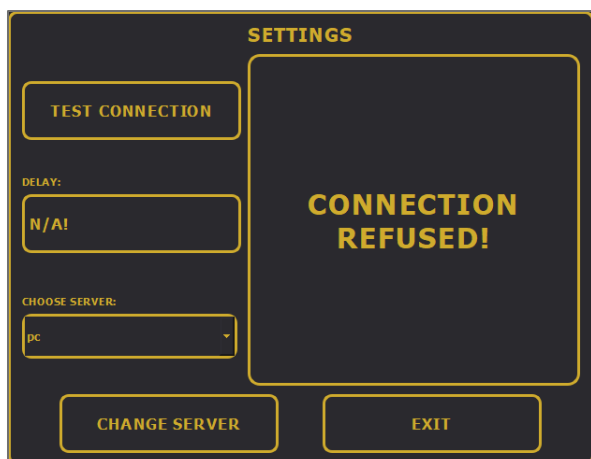 SETTINGS
TEST CONNECTION
DELAY:
N/A!
CHOOSE SERVER:
pc
CONNECTION
REFUSED!
CHANGE SERVER
EXIT